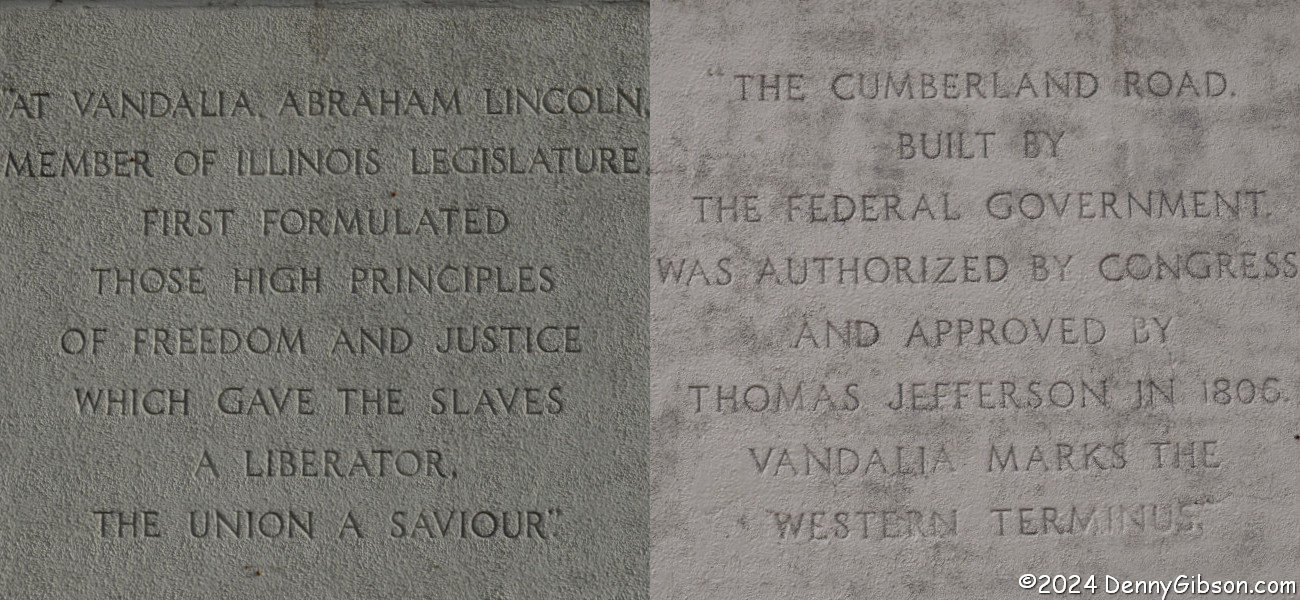 "AT VANDALIA, ABRAHAM LINCOLN,
MEMBER OF ILLINOIS LEGISLATURE,
FIRST FORMULATED
THOSE HIGH PRINCIPLES
OF FREEDOM AND JUSTICE
WHICH GAVE THE SLAVES
A LIBERATOR,
THE UNION A SAVIOUR."
"THE CUMBERLAND ROAD,
BUILT BY
THE FEDERAL GOVERNMENT,
WAS AUTHORIZED BY CONGRESS
AND APPROVED BY
THOMAS JEFFERSON IN 1806.
VANDALIA MARKS THE
WESTERN TERMINUS."
©2024 DennyGibson.com